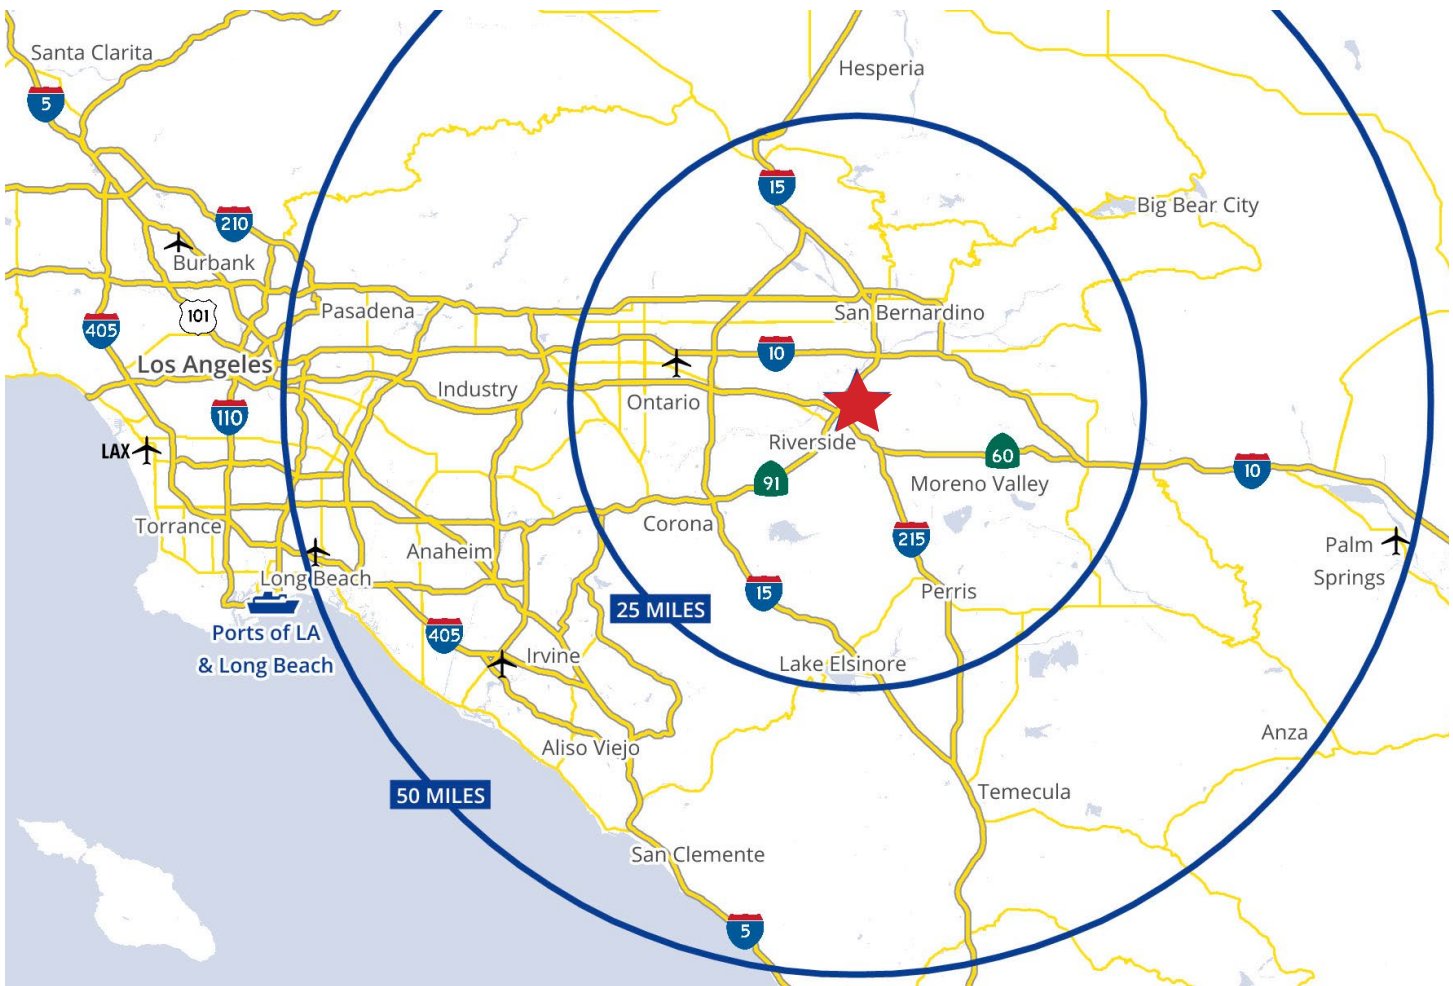 Santa Clarita
Hesperia
5
15
Big Bear City
210
Burbank
101
Pasadena
San Bernardino
405
10
Los Angeles
Industry
Ontario
110
Riverside
LAX
60
91
Moreno Valley
10
Torrance
Corona
215
Anaheim
Palm
Springs
Long Beach
15
Perris
25 MILES
Ports of LA
& Long Beach
405
Irvine
Lake Elsinore
Anza
Aliso Viejo
50 MILES
Temecula
San Clemente
5